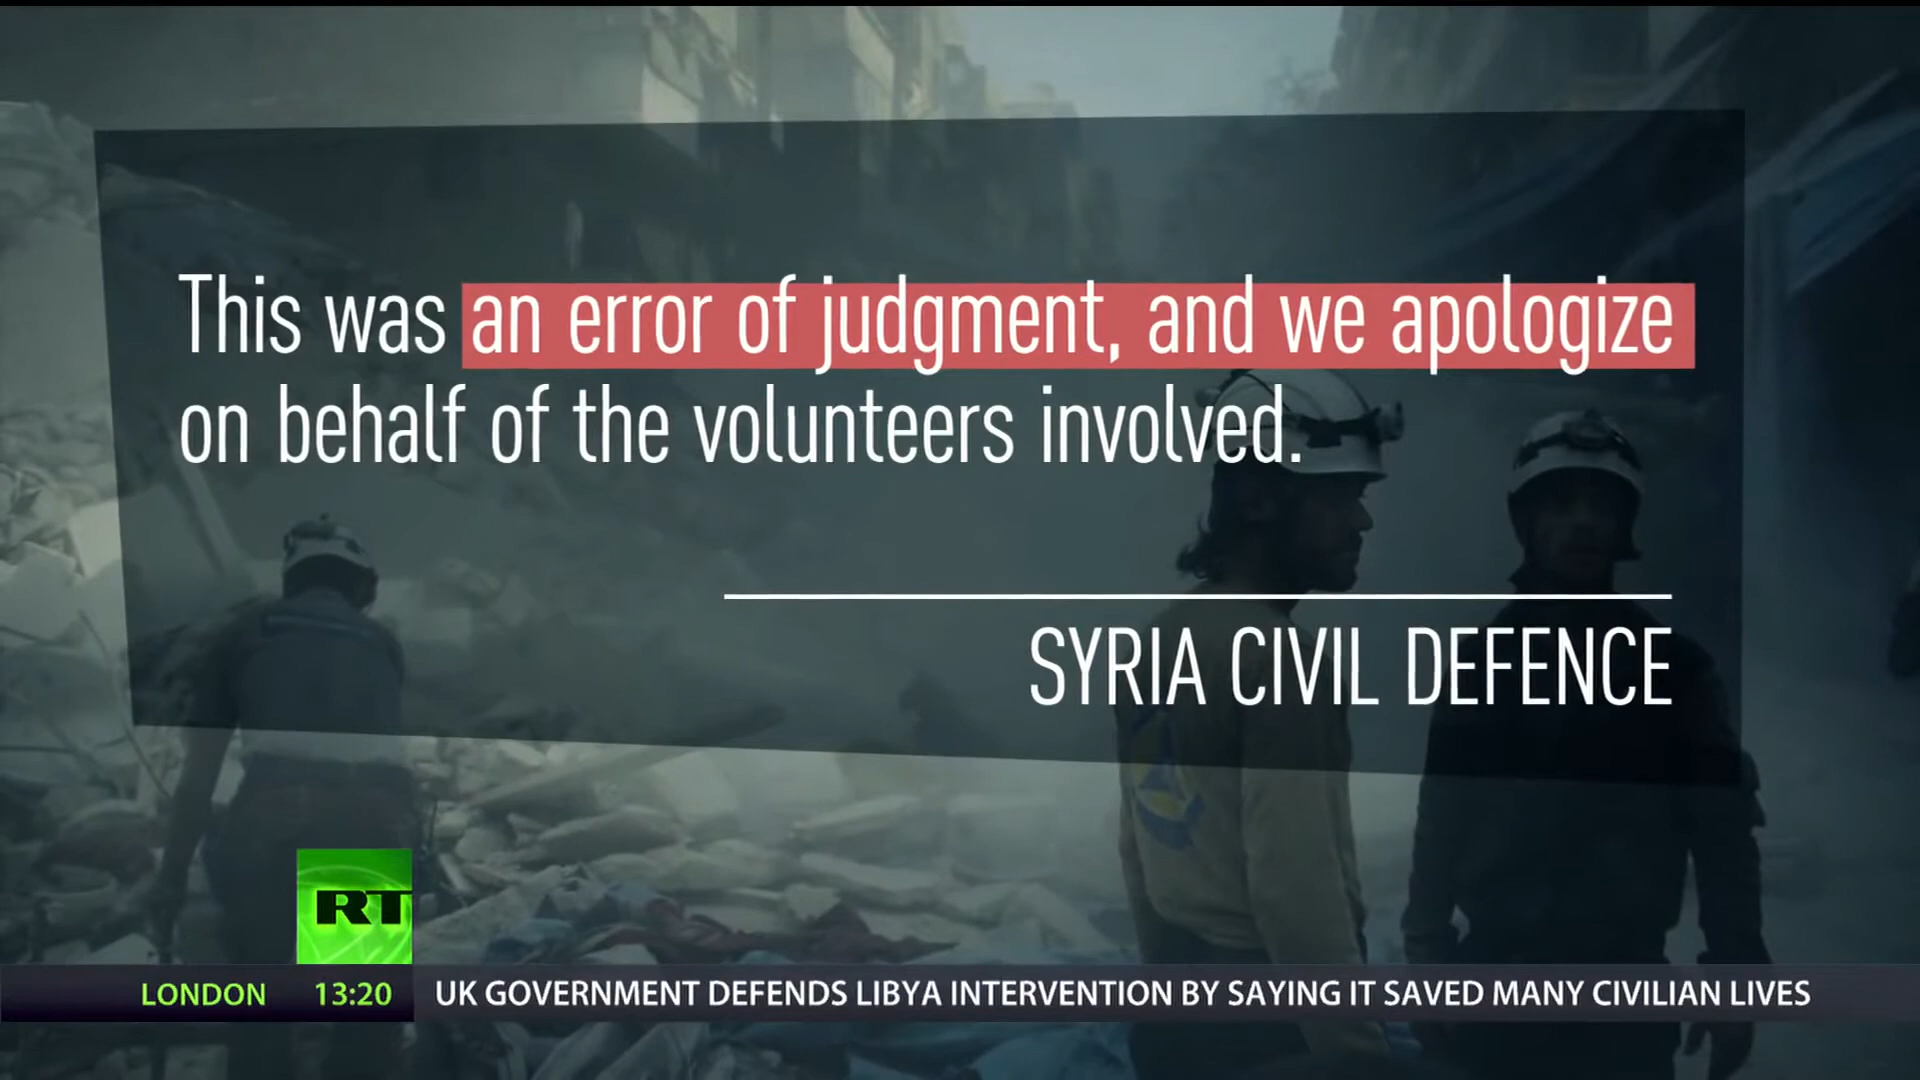 This was an error of judgment, and we apologize
on behalf of the volunteers involved.
SYRIA CIVIL DEFENCE
RT
LONDON 13:20 UK GOVERNMENT DEFENDS LIBYA INTERVENTION BY SAYING IT SAVED MANY CIVILIAN LIVES